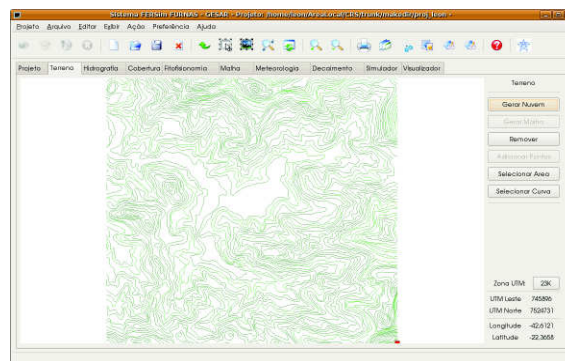 Sistema FERSim FURNAS - GESAR - Projeto:
Projeto Arquivo Editar Exibir Ação Preferência Ajuda
Projeto Terreno Hidrografia Cobertura: Fitofisionomia Malha Meteorologia Decaimento Simulador Visualizador
Terreno
Gerar Nuvem
Gerar Malha
Remover
Adicionar Pontos
Selecionar Area
Selecionar Curva
Zona UTM: 23K
UTM Leste 745896
UTM Norte 7524731
Longitude -42.6121
Latitude -22.3658